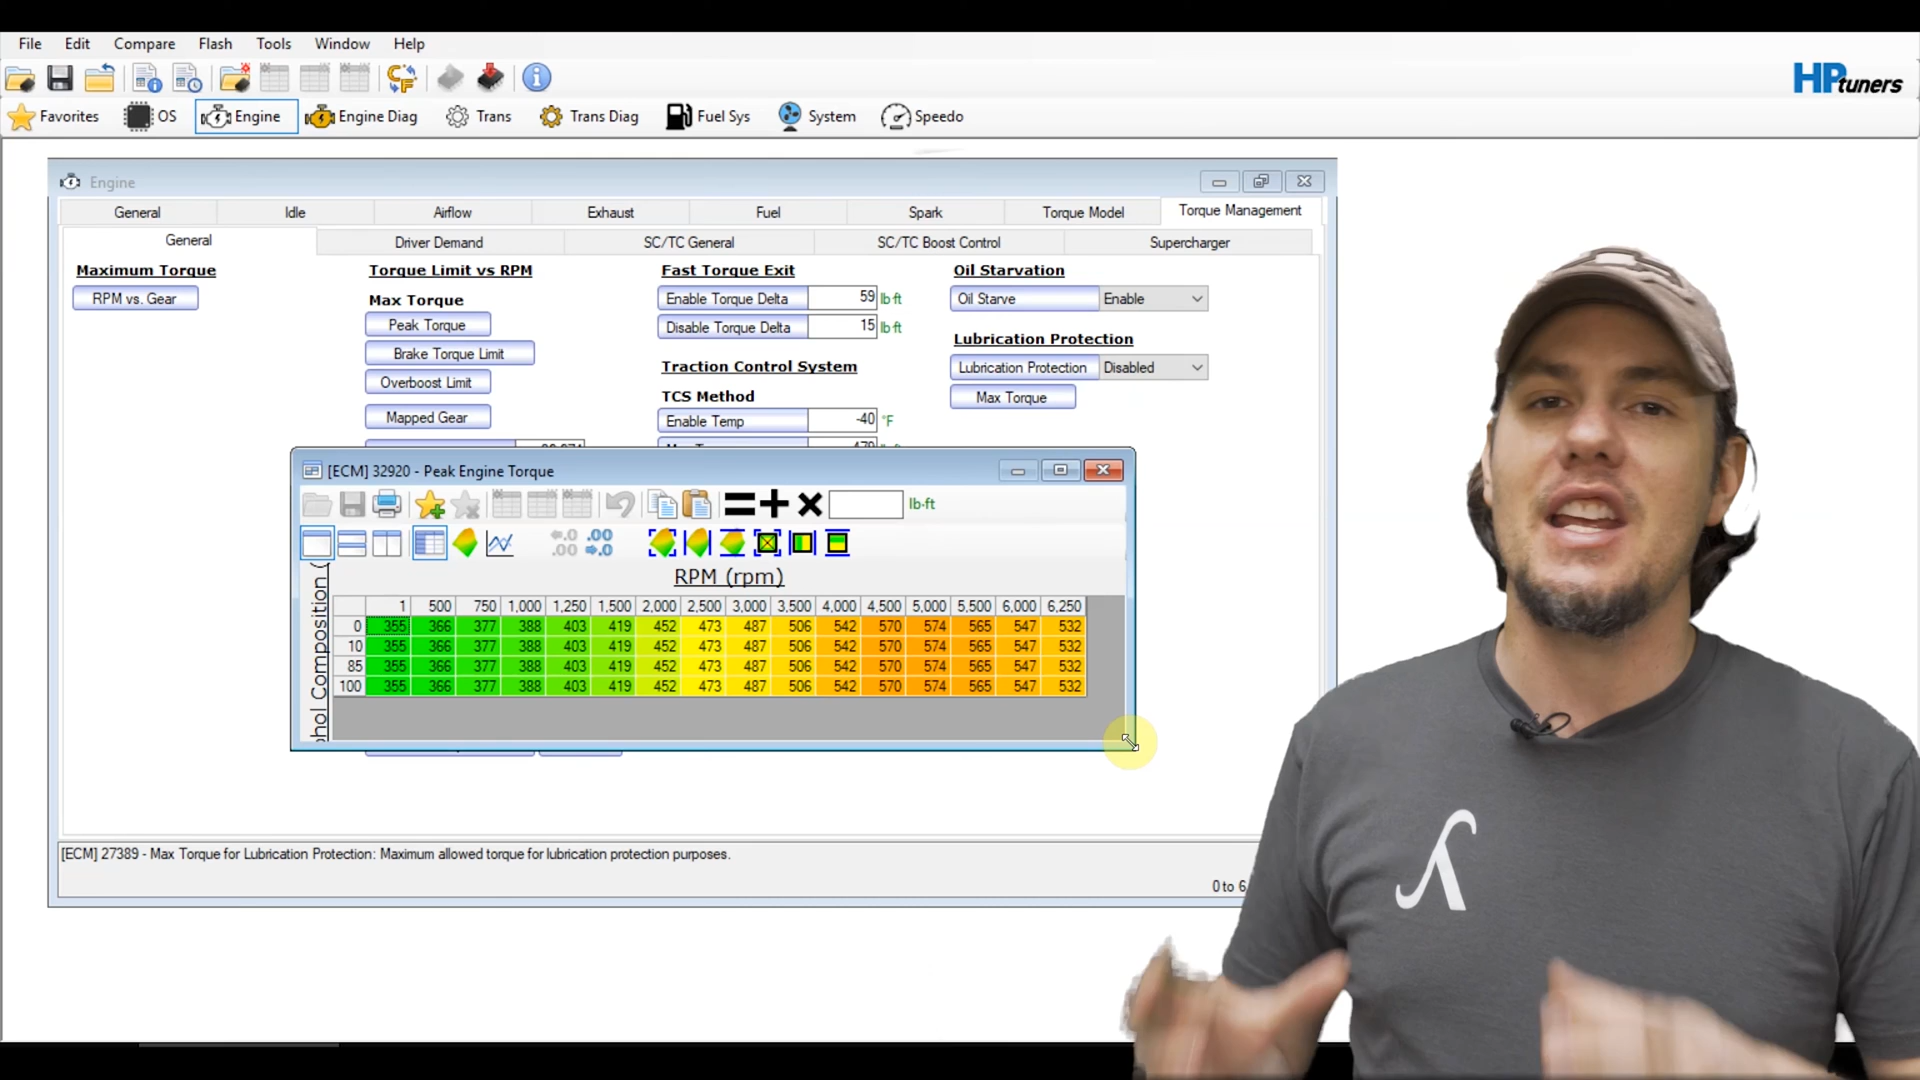 File Edit Compare Flash Tools Window Help
HPtuners
Favorites OS Engine Engine Diag Trans Trans Diag Fuel Sys System Speedo
Engine
General Idle Airflow Exhaust Fuel Spark Torque Model Torque Management
General Driver Demand SC/TC General SC/TC Boost Control Supercharger
Maximum Torque Torque Limit vs RPM Fast Torque Exit Oil Starvation
RPM vs. Gear Max Torque Enable Torque Delta 59 lb·ft Oil Starve Enable
Peak Torque Disable Torque Delta 15 lb·ft
Brake Torque Limit Lubrication Protection
Overboost Limit Traction Control System Lubrication Protection Disabled
TCS Method Max Torque
Mapped Gear Enable Temp -40 °F
[ECM] 32920 - Peak Engine Torque
lb·ft
.00 .00
.00 .0
RPM (rpm)
1 500 750 1,000 1,250 1,500 2,000 2,500 3,000 3,500 4,000 4,500 5,000 5,500 6,000 6,250
0 355 366 377 388 403 419 452 473 487 506 542 570 574 565 547 532
10 355 366 377 388 403 419 452 473 487 506 542 570 574 565 547 532
85 355 366 377 388 403 419 452 473 487 506 542 570 574 565 547 532
100 355 366 377 388 403 419 452 473 487 506 542 570 574 565 547 532
hol Composition (
[ECM] 27389 - Max Torque for Lubrication Protection: Maximum allowed torque for lubrication protection purposes.
0 to 6